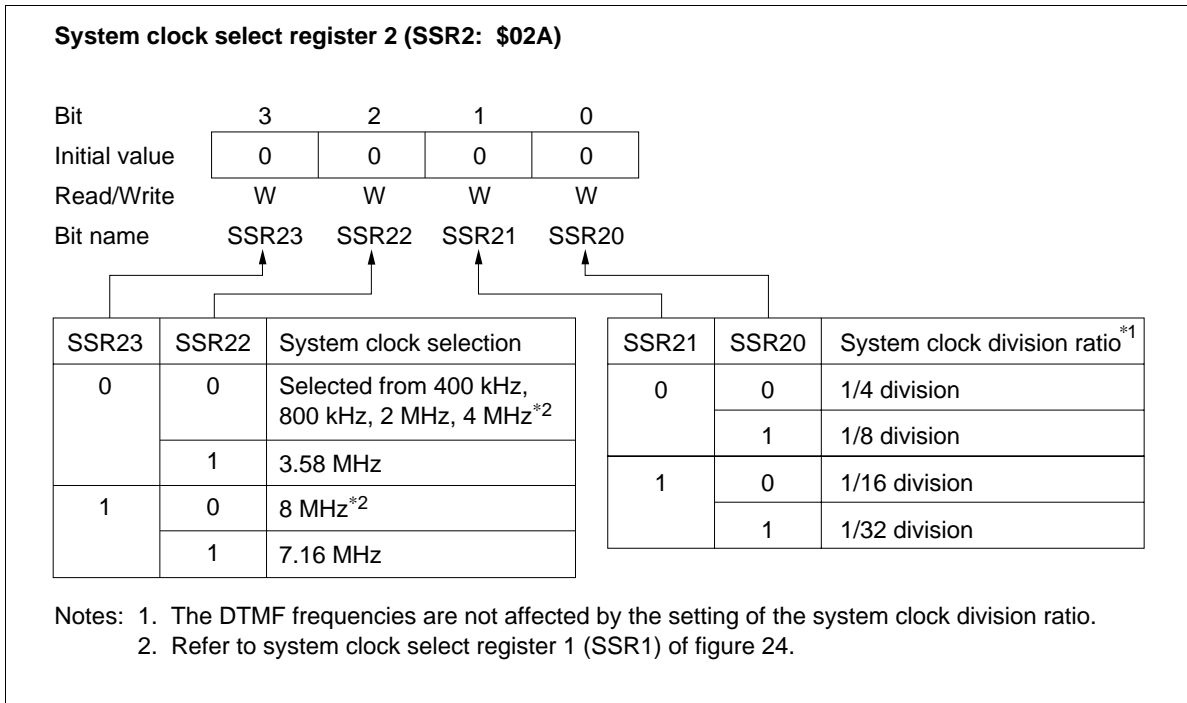 System clock select register 2 (SSR2: $02A)
Bit 3 2 1 0
Initial value 0 0 0 0
Read/Write W W W W
Bit name SSR23 SSR22 SSR21 SSR20
SSR23 SSR22 System clock selection
0 0 Selected from 400 kHz,
800 kHz, 2 MHz, 4 MHz*2
1 3.58 MHz
1 0 8 MHz*2
1 7.16 MHz
SSR21 SSR20 System clock division ratio*1
0 0 1/4 division
1 1/8 division
1 0 1/16 division
1 1/32 division
Notes: 1. The DTMF frequencies are not affected by the setting of the system clock division ratio.
2. Refer to system clock select register 1 (SSR1) of figure 24.